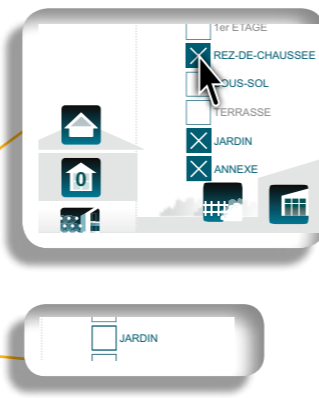 1er ETAGE
REZ-DE-CHAUSSEE
SOUS-SOL
TERRASSE
JARDIN
ANNEXE
0
JARDIN